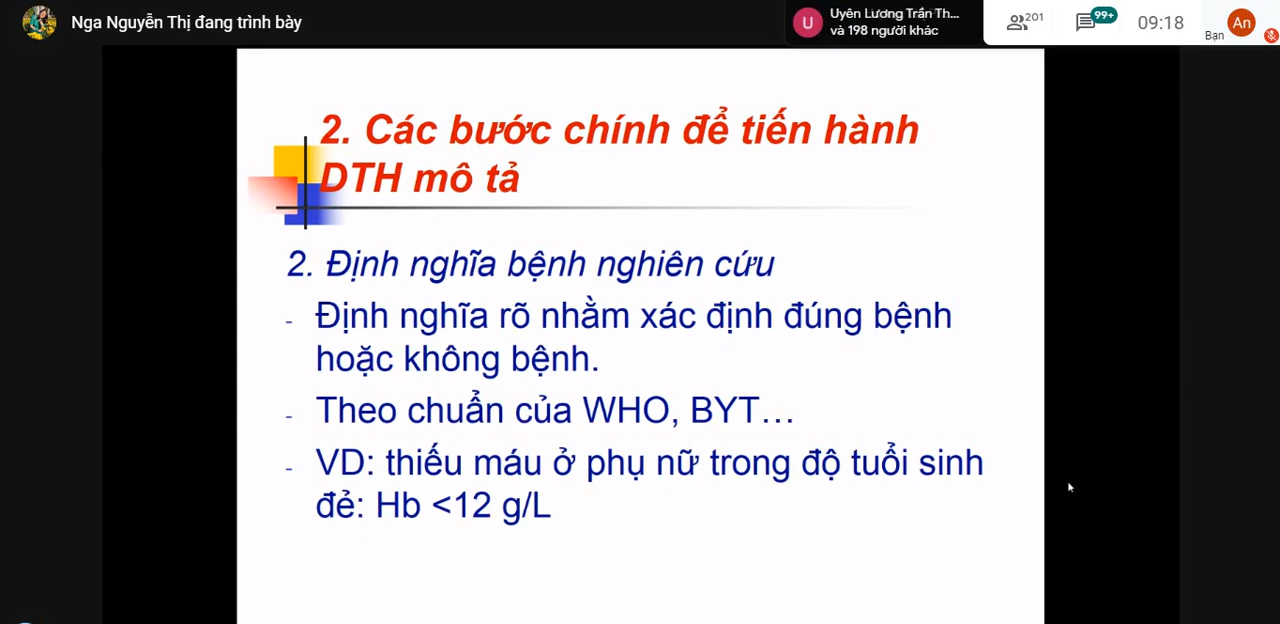 Nga Nguyễn Thị đang trình bày
Uyên Lương Trần Th...
và 198 người khác
U
201
99+
09:18
Bạn
An
2. Các bước chính để tiến hành
DTH mô tả
2. Định nghĩa bệnh nghiên cứu
- Định nghĩa rõ nhằm xác định đúng bệnh
hoặc không bệnh.
- Theo chuẩn của WHO, BYT…
- VD: thiếu máu ở phụ nữ trong độ tuổi sinh
đẻ: Hb <12 g/L